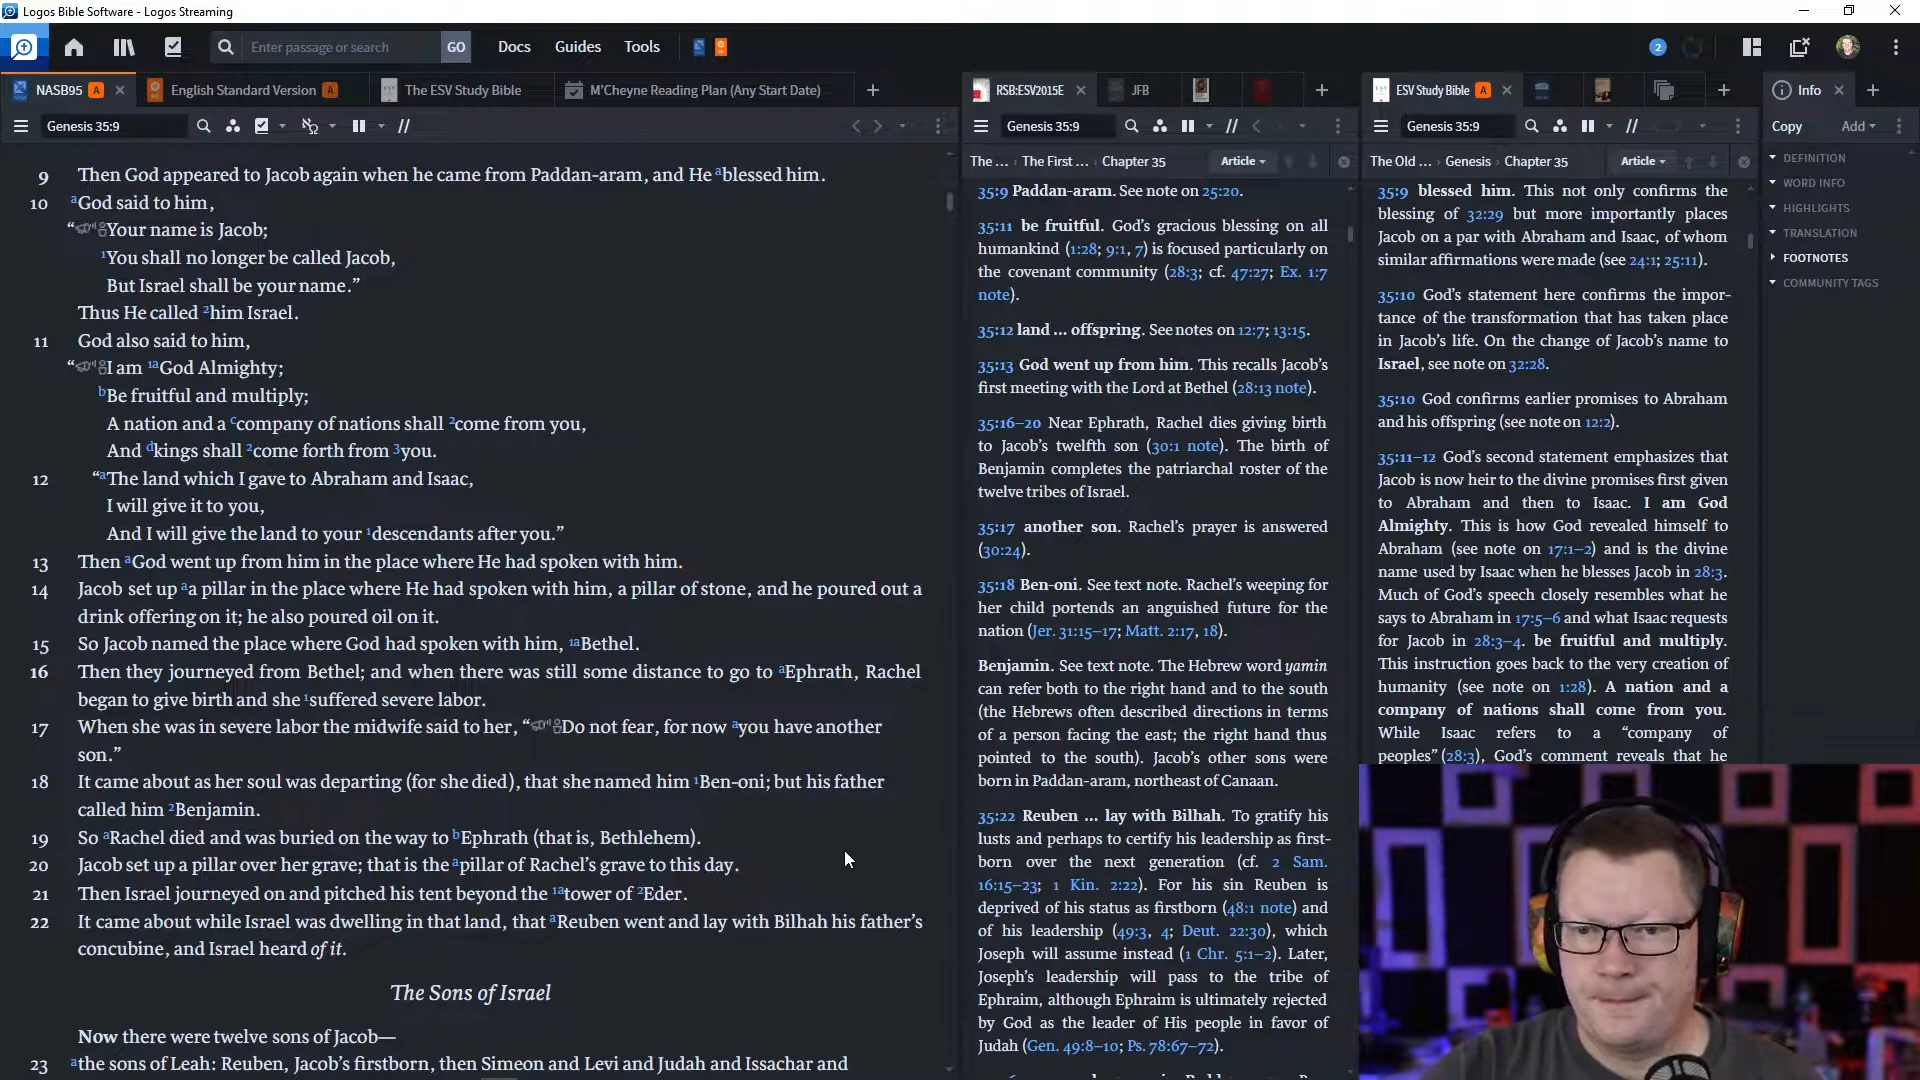 Logos Bible Software - Logos Streaming
Enter passage or search
GO
Docs
Guides
Tools
2
NASB95 A
English Standard Version A
The ESV Study Bible
M'Cheyne Reading Plan (Any Start Date)
Genesis 35:9
9 Then God appeared to Jacob again when he came from Paddan-aram, and He ablessed him.
10 aGod said to him,
“Your name is Jacob;
1You shall no longer be called Jacob,
But Israel shall be your name.”
Thus He called 2him Israel.
11 God also said to him,
“I am 1aGod Almighty;
bBe fruitful and multiply;
A nation and a ccompany of nations shall 2come from you,
And dkings shall 2come forth from 3you.
12 “aThe land which I gave to Abraham and Isaac,
I will give it to you,
And I will give the land to your 1descendants after you.”
13 Then aGod went up from him in the place where He had spoken with him.
14 Jacob set up aa pillar in the place where He had spoken with him, a pillar of stone, and he poured out a
drink offering on it; he also poured oil on it.
15 So Jacob named the place where God had spoken with him, 1aBethel.
16 Then they journeyed from Bethel; and when there was still some distance to go to aEphrath, Rachel
began to give birth and she 1suffered severe labor.
17 When she was in severe labor the midwife said to her, “Do not fear, for now ayou have another
son.”
18 It came about as her soul was departing (for she died), that she named him 1Ben-oni; but his father
called him 2Benjamin.
19 So aRachel died and was buried on the way to bEphrath (that is, Bethlehem).
20 Jacob set up a pillar over her grave; that is the apillar of Rachel’s grave to this day.
21 Then Israel journeyed on and pitched his tent beyond the 1atower of 2Eder.
22 It came about while Israel was dwelling in that land, that aReuben went and lay with Bilhah his father’s
concubine, and Israel heard of it.
The Sons of Israel
Now there were twelve sons of Jacob—
23 athe sons of Leah: Reuben, Jacob’s firstborn, then Simeon and Levi and Judah and Issachar and
RSB:ESV2015E
JFB
Genesis 35:9
The ... › The First ... › Chapter 35
Article
35:9 Paddan-aram. See note on 25:20.
35:11 be fruitful. God’s gracious blessing on all
humankind (1:28; 9:1, 7) is focused particularly on
the covenant community (28:3; cf. 47:27; Ex. 1:7
note).
35:12 land ... offspring. See notes on 12:7; 13:15.
35:13 God went up from him. This recalls Jacob’s
first meeting with the Lord at Bethel (28:13 note).
35:16–20 Near Ephrath, Rachel dies giving birth
to Jacob’s twelfth son (30:1 note). The birth of
Benjamin completes the patriarchal roster of the
twelve tribes of Israel.
35:17 another son. Rachel’s prayer is answered
(30:24).
35:18 Ben-oni. See text note. Rachel’s weeping for
her child portends an anguished future for the
nation (Jer. 31:15–17; Matt. 2:17, 18).
Benjamin. See text note. The Hebrew word yamin
can refer both to the right hand and to the south
(the Hebrews often described directions in terms
of a person facing the east; the right hand thus
pointed to the south). Jacob’s other sons were
born in Paddan-aram, northeast of Canaan.
35:22 Reuben ... lay with Bilhah. To gratify his
lusts and perhaps to certify his leadership as first-
born over the next generation (cf. 2 Sam.
16:15–23; 1 Kin. 2:22). For his sin Reuben is
deprived of his status as firstborn (48:1 note) and
of his leadership (49:3, 4; Deut. 22:30), which
Joseph will assume instead (1 Chr. 5:1–2). Later,
Joseph’s leadership will pass to the tribe of
Ephraim, although Ephraim is ultimately rejected
by God as the leader of His people in favor of
Judah (Gen. 49:8–10; Ps. 78:67–72).
ESV Study Bible A
Genesis 35:9
The Old ... › Genesis › Chapter 35
Article
35:9 blessed him. This not only confirms the
blessing of 32:29 but more importantly places
Jacob on a par with Abraham and Isaac, of whom
similar affirmations were made (see 24:1; 25:11).
35:10 God’s statement here confirms the impor-
tance of the transformation that has taken place
in Jacob’s life. On the change of Jacob’s name to
Israel, see note on 32:28.
35:10 God confirms earlier promises to Abraham
and his offspring (see note on 12:2).
35:11–12 God’s second statement emphasizes that
Jacob is now heir to the divine promises first given
to Abraham and then to Isaac. I am God
Almighty. This is how God revealed himself to
Abraham (see note on 17:1–2) and is the divine
name used by Isaac when he blesses Jacob in 28:3.
Much of God’s speech closely resembles what he
says to Abraham in 17:5–6 and what Isaac requests
for Jacob in 28:3–4. be fruitful and multiply.
This instruction goes back to the very creation of
humanity (see note on 1:28). A nation and a
company of nations shall come from you.
While Isaac refers to a “company of
peoples” (28:3), God’s comment reveals that he
Info
Copy
Add
DEFINITION
WORD INFO
HIGHLIGHTS
TRANSLATION
FOOTNOTES
COMMUNITY TAGS